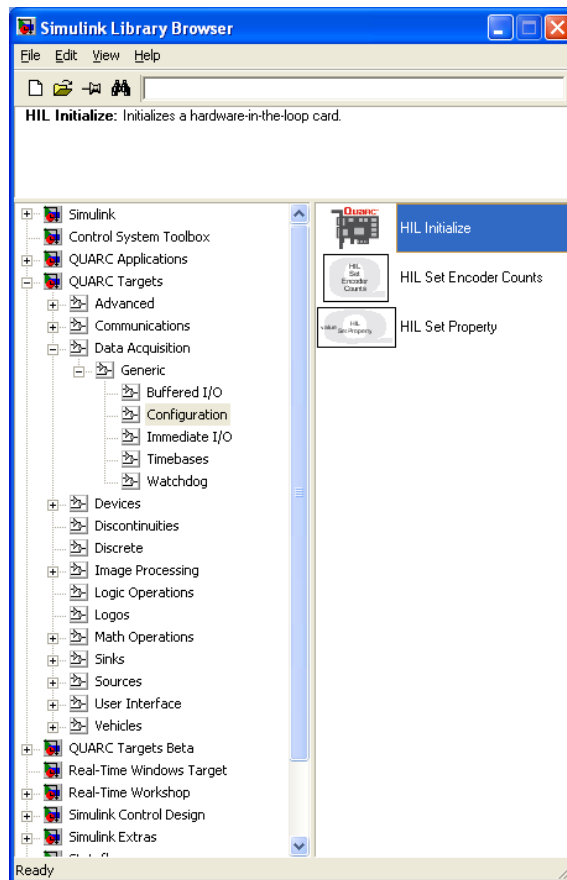 Simulink Library Browser
File Edit View Help
HIL Initialize: Initializes a hardware-in-the-loop card.
Simulink
Control System Toolbox
QUARC Applications
QUARC Targets
Advanced
Communications
Data Acquisition
Generic
Buffered I/O
Configuration
Immediate I/O
Timebases
Watchdog
Devices
Discontinuities
Discrete
Image Processing
Logic Operations
Logos
Math Operations
Sinks
Sources
User Interface
Vehicles
QUARC Targets Beta
Real-Time Windows Target
Real-Time Workshop
Simulink Control Design
Simulink Extras
QUARC
HIL Initialize
HIL
Set
Encoder
Counts
HIL Set Encoder Counts
value
HIL
Set Property
HIL Set Property
Ready